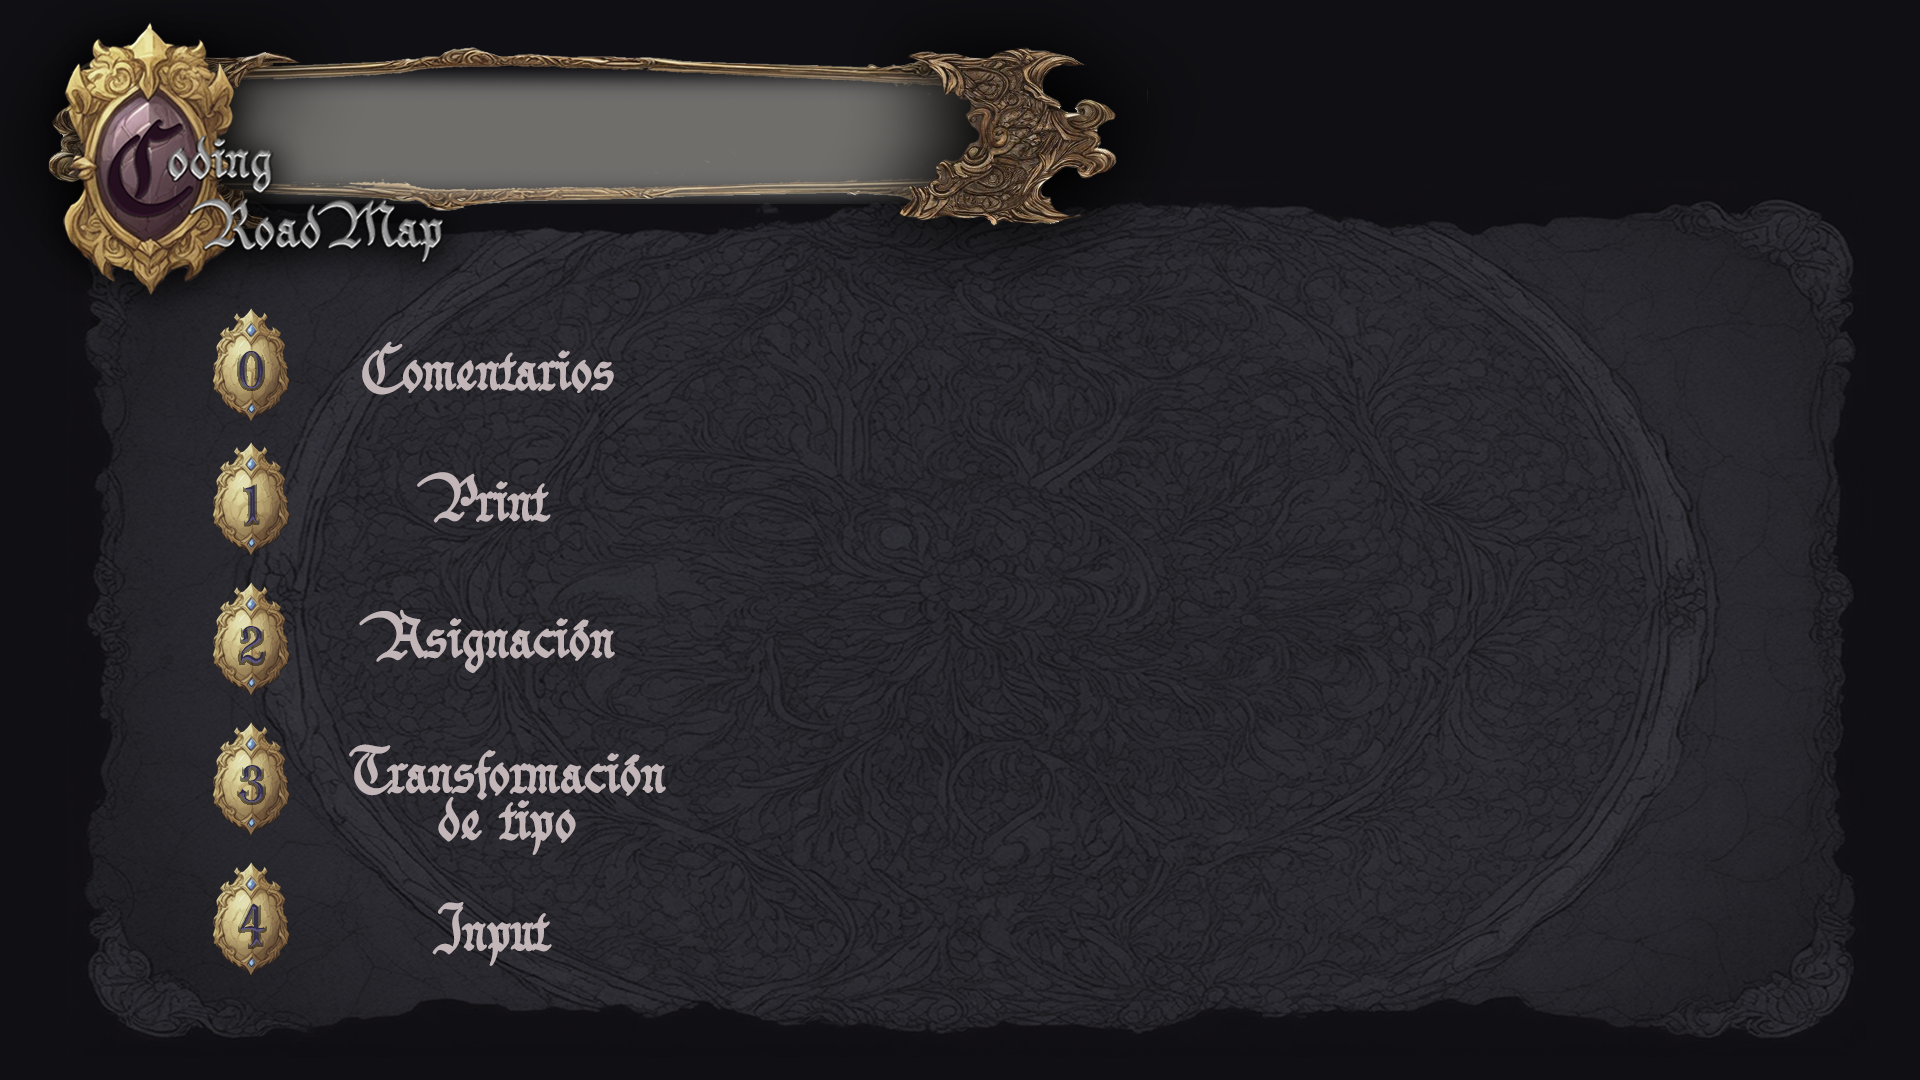 Coding
RoadMap
0
Comentarios
1
Print
2
Asignación
3
Transformación
de tipo
4
Input